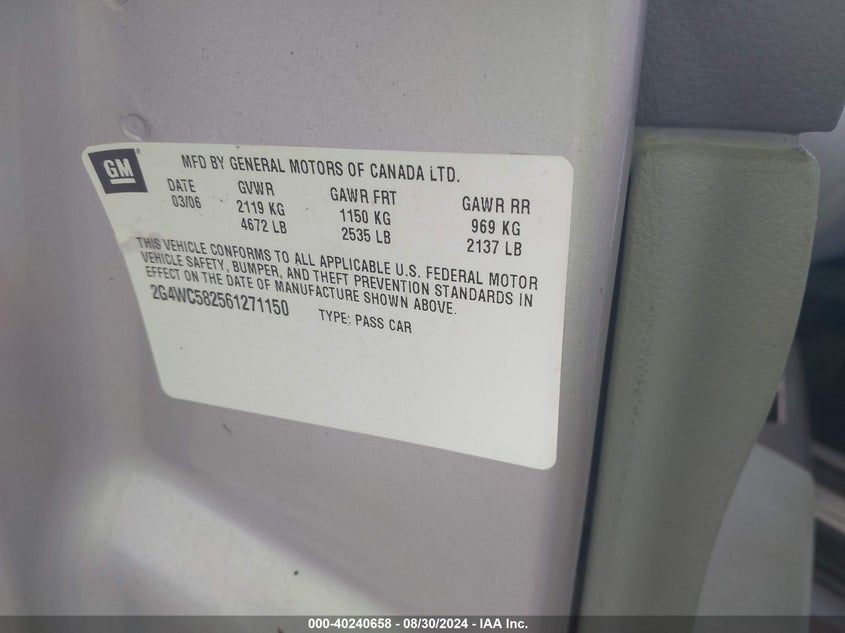 GM
MFD BY GENERAL MOTORS OF CANADA LTD.
DATE GVWR GAWR FRT GAWR RR
03/06 2119 KG 1150 KG 969 KG
4672 LB 2535 LB 2137 LB
THIS VEHICLE CONFORMS TO ALL APPLICABLE U.S. FEDERAL MOTOR
VEHICLE SAFETY, BUMPER, AND THEFT PREVENTION STANDARDS IN
EFFECT ON THE DATE OF MANUFACTURE SHOWN ABOVE.
2G4WC582561271150 TYPE: PASS CAR
000-40240658 - 08/30/2024 - IAA Inc.